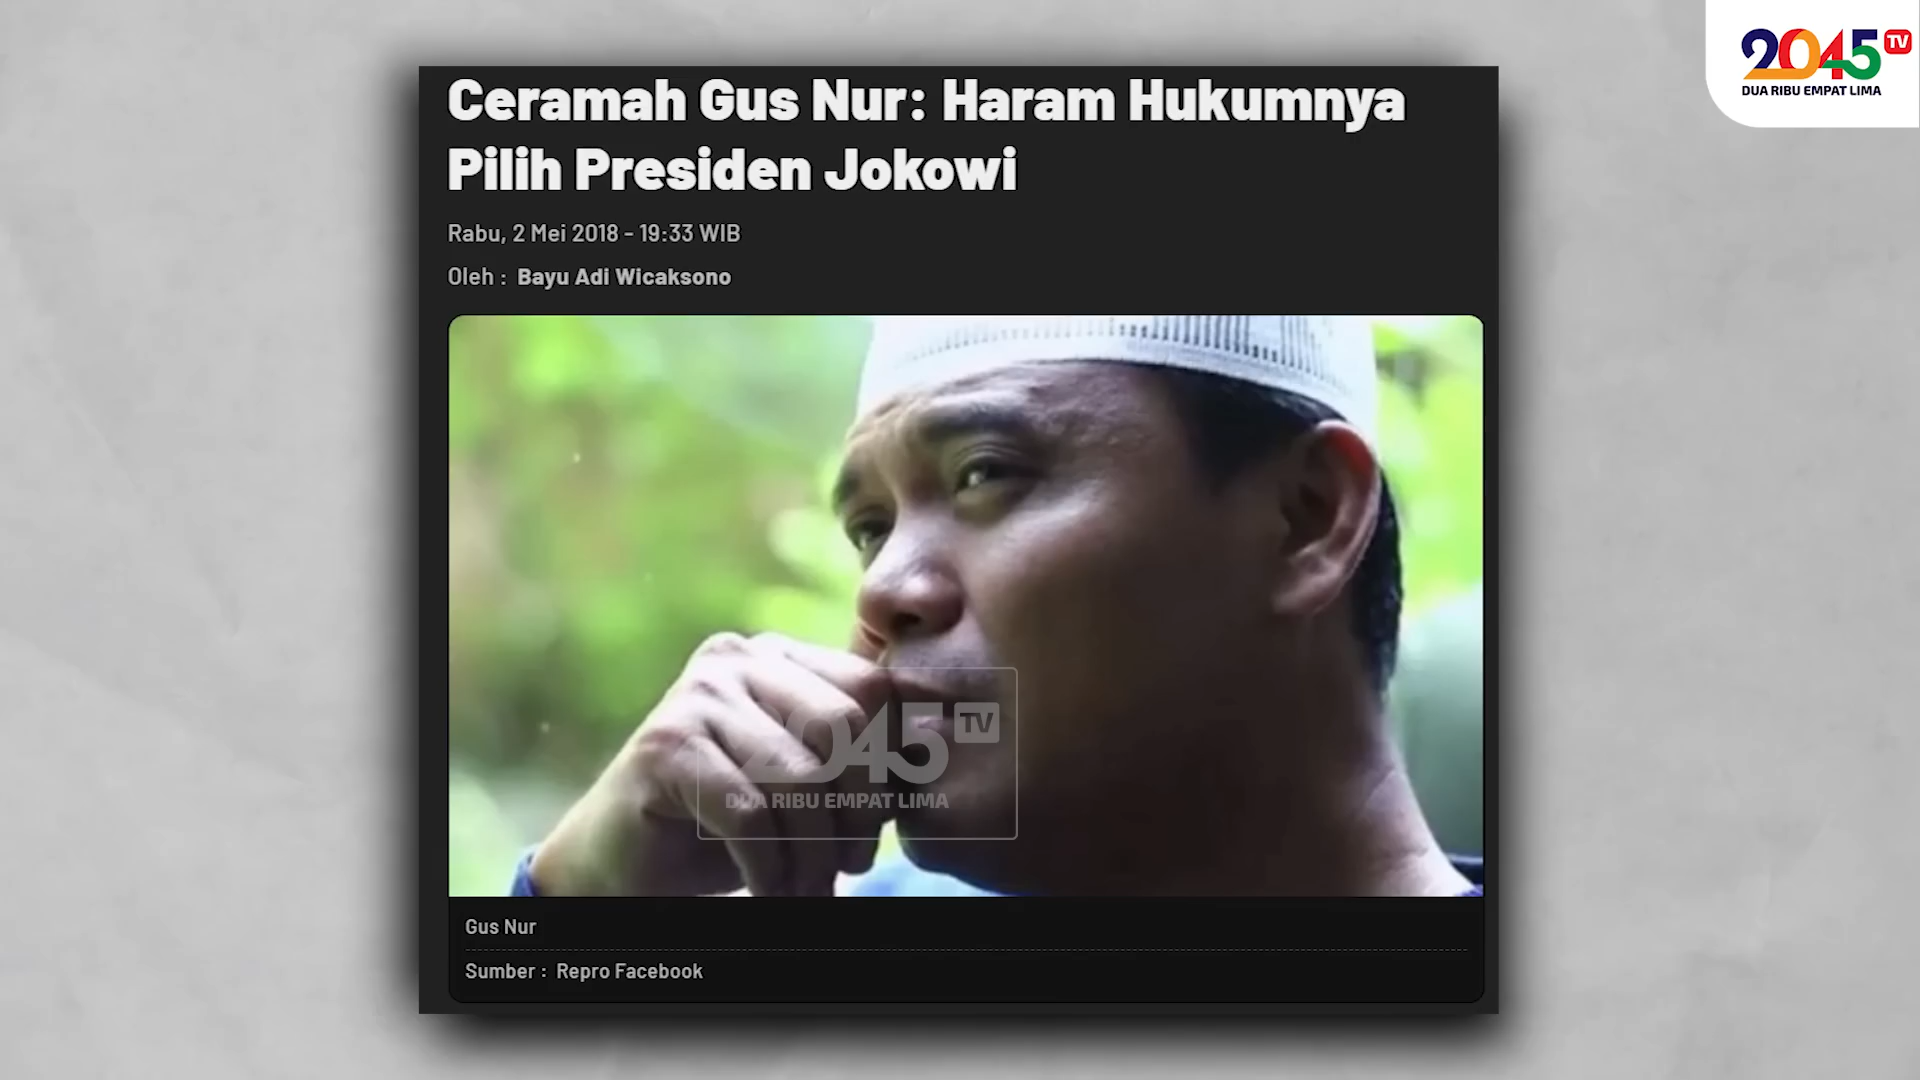 2045 TV
DUA RIBU EMPAT LIMA
Ceramah Gus Nur: Haram Hukumnya
Pilih Presiden Jokowi
Rabu, 2 Mei 2018 - 19:33 WIB
Oleh : Bayu Adi Wicaksono
2045 TV
DUA RIBU EMPAT LIMA
Gus Nur
Sumber : Repro Facebook